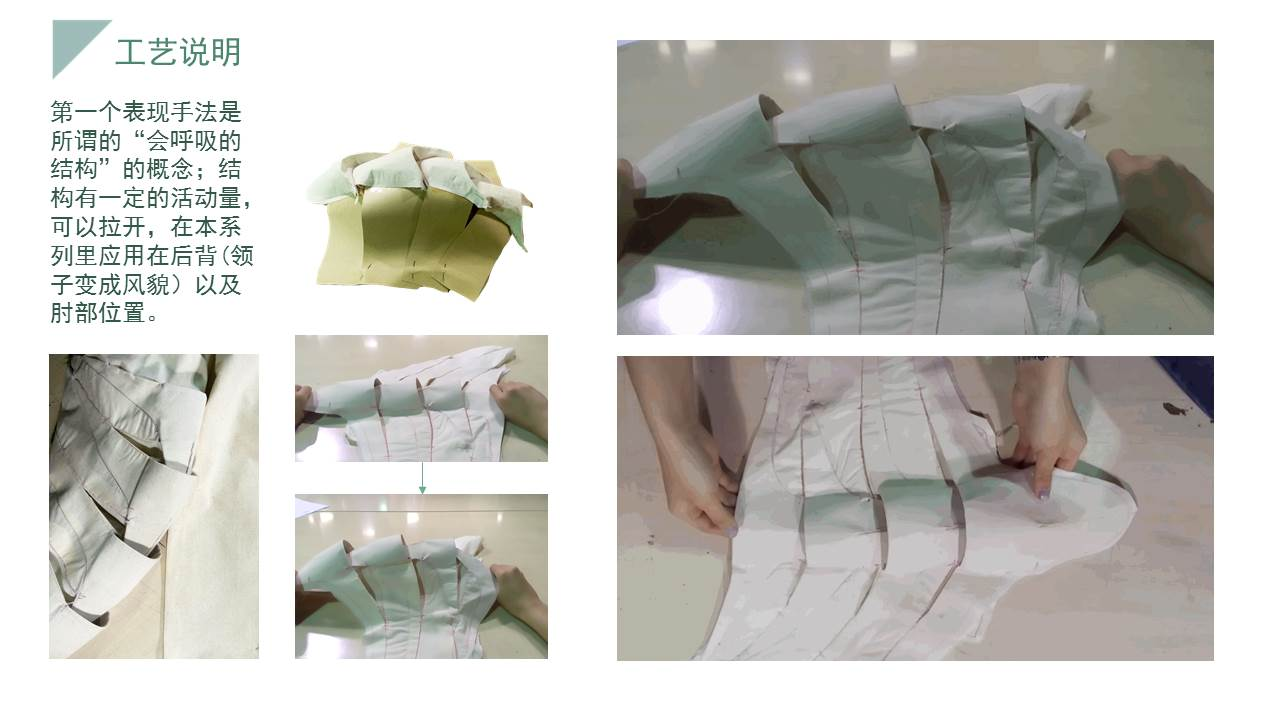 工艺说明
第一个表现手法是
所谓的“会呼吸的
结构”的概念；结
构有一定的活动量，
可以拉开，在本系
列里应用在后背(领
子变成风貌）以及
肘部位置。